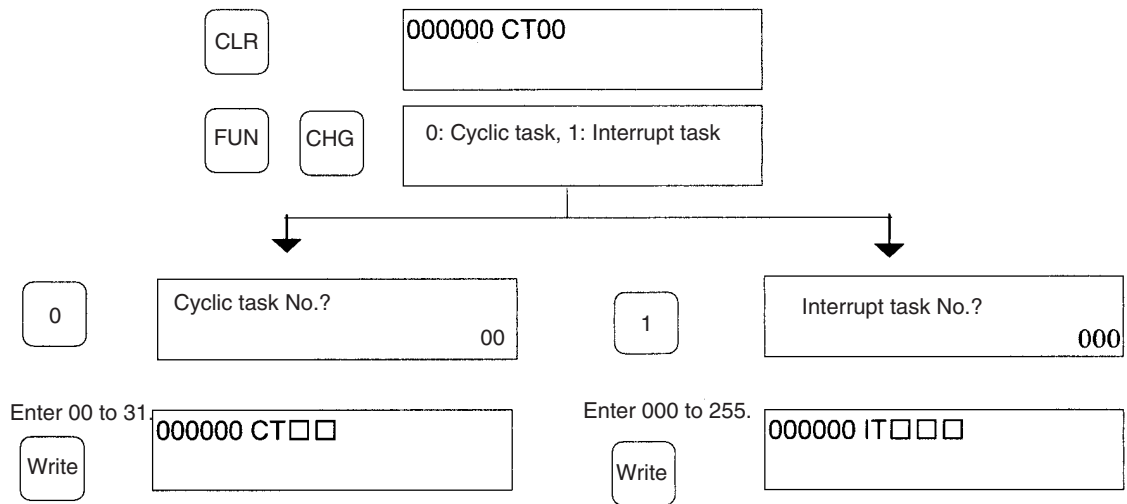 CLR
000000 CT00
FUN
CHG
0: Cyclic task, 1: Interrupt task
0
Cyclic task No.?
00
1
Interrupt task No.?
000
Enter 00 to 31.
Write
000000 CT□□
Enter 000 to 255.
Write
000000 IT□□□